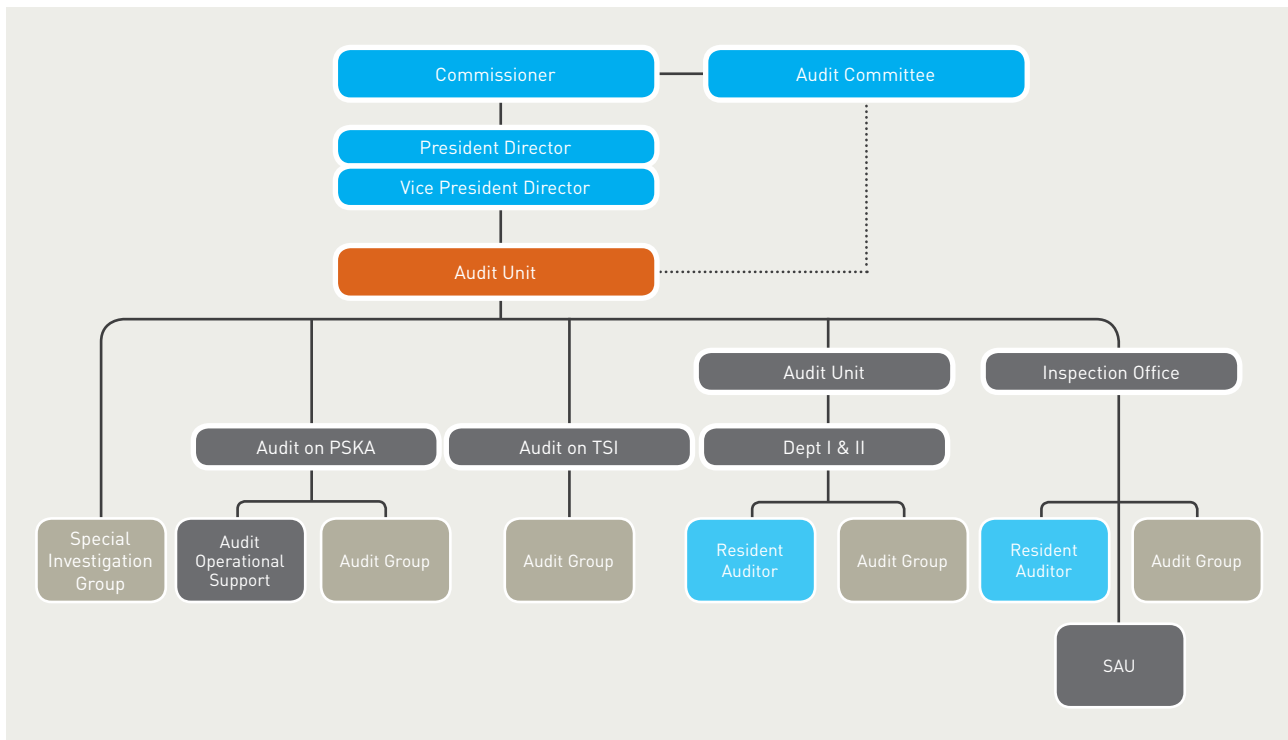 Commissioner
Audit Committee
President Director
Vice President Director
Audit Unit
Audit Unit
Inspection Office
Audit on PSKA
Audit on TSI
Dept I & II
Special
Investigation
Group
Audit
Operational
Support
Audit Group
Audit Group
Resident
Auditor
Audit Group
Resident
Auditor
Audit Group
SAU